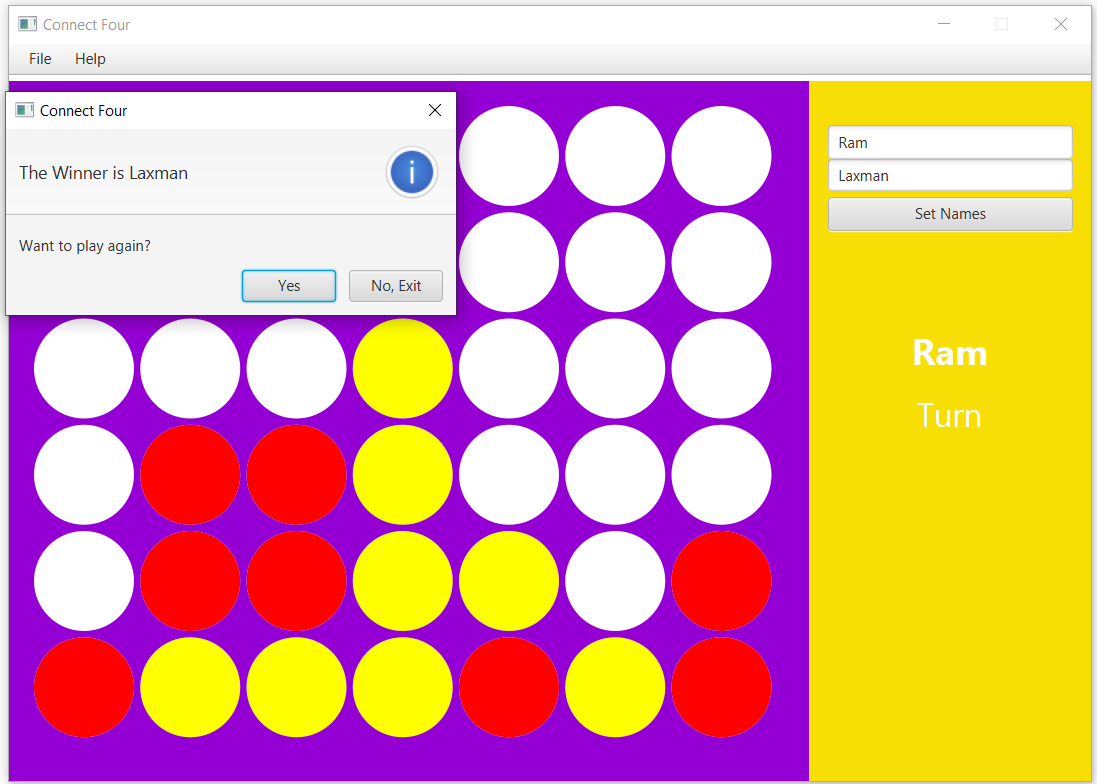 Connect Four
File Help
Connect Four
The Winner is Laxman
i
Want to play again?
Yes No, Exit
Ram
Laxman
Set Names
Ram
Turn